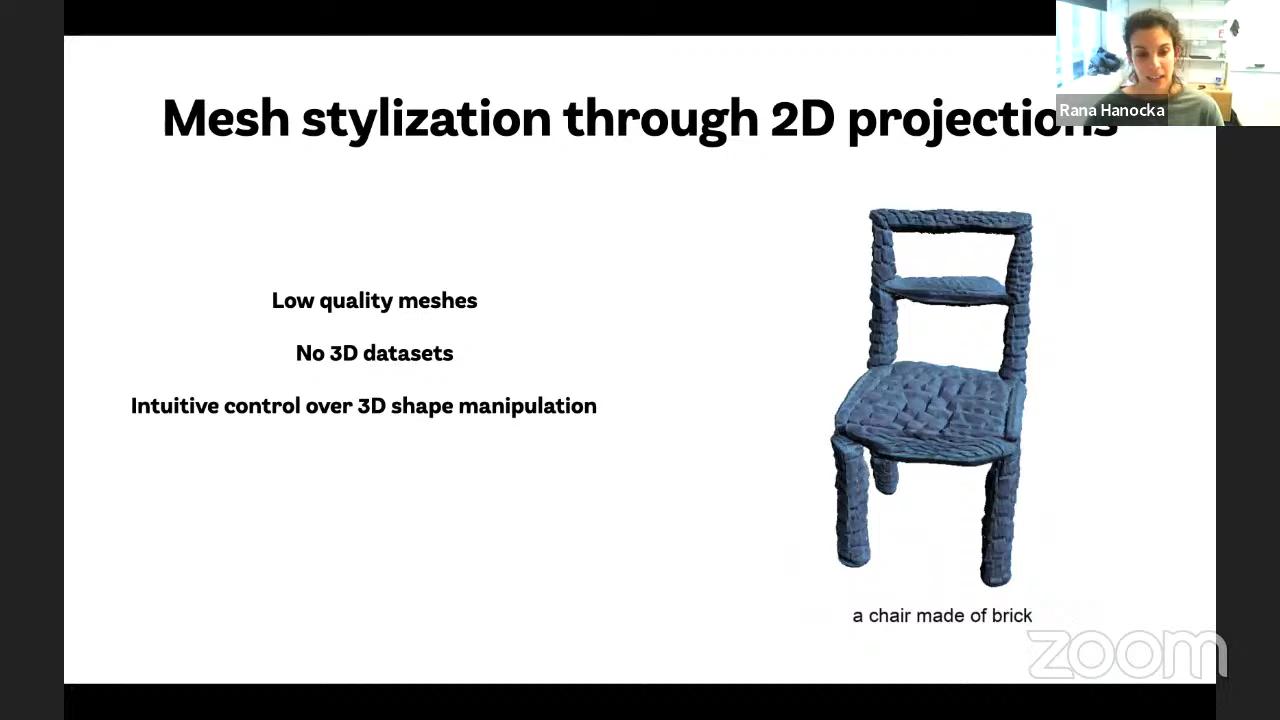 Mesh stylization through 2D projections
Rana Hanocka
Low quality meshes
No 3D datasets
Intuitive control over 3D shape manipulation
a chair made of brick
zoom